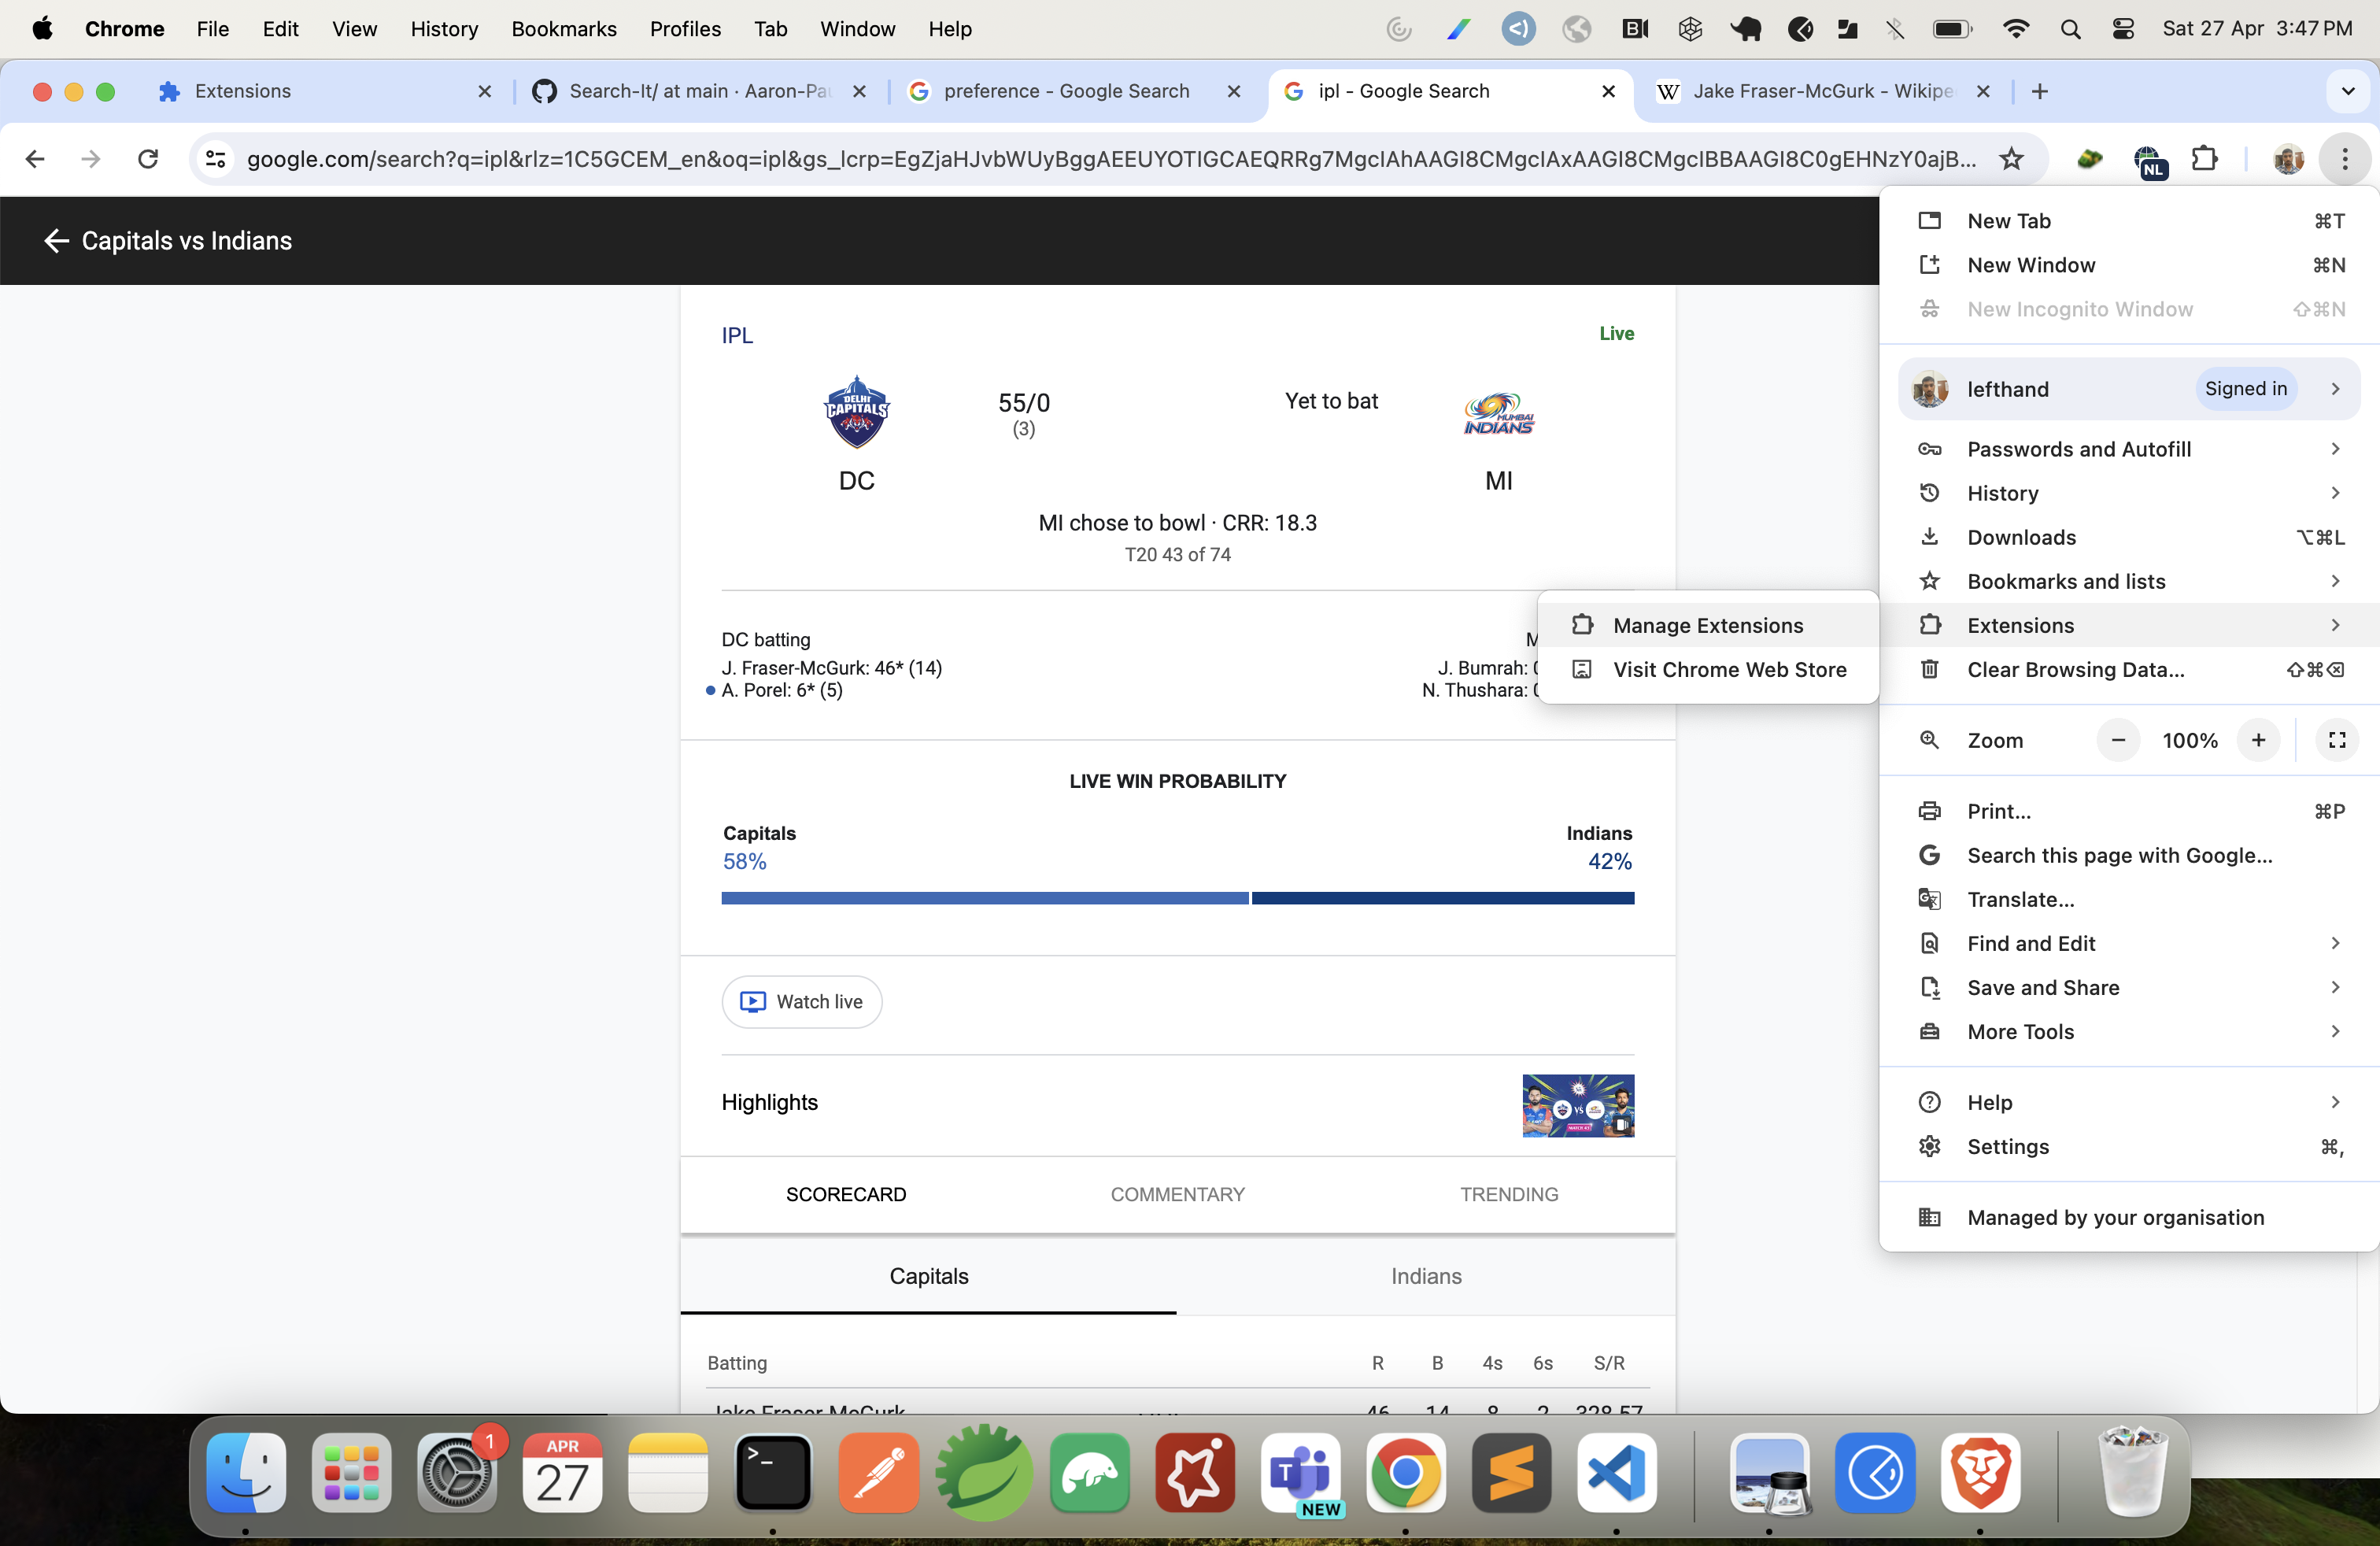 Chrome File Edit View History Bookmarks Profiles Tab Window Help Sat 27 Apr 3:47 PM
Extensions Search-It/ at main · Aaron-Pau preference - Google Search ipl - Google Search Jake Fraser-McGurk - Wikipe
google.com/search?q=ipl&rlz=1C5GCEM_en&oq=ipl&gs_lcrp=EgZjaHJvbWUyBggAEEUYOTIGCAEQRRg7MgcIAhAAGI8CMgcIAxAAGI8CMgcIBBAAGI8C0gEHNzY0ajB...
NL
Capitals vs Indians
IPL
Live
DELHI
CAPITALS
55/0
(3)
Yet to bat
MUMBAI
INDIANS
DC
MI
MI chose to bowl · CRR: 18.3
T20 43 of 74
DC batting
J. Fraser-McGurk: 46* (14)
J. Bumrah:
A. Porel: 6* (5)
N. Thushara:
LIVE WIN PROBABILITY
Capitals
Indians
58%
42%
Watch live
Highlights
VS
SCORECARD COMMENTARY TRENDING
Capitals Indians
Batting R B 4s 6s S/R
Jake Fraser-McGurk 46 14 8 2 328.57
New Tab ⌘T
New Window ⌘N
New Incognito Window ⇧⌘N
lefthand Signed in
Passwords and Autofill
History
Downloads ⌥⌘L
Bookmarks and lists
Extensions
Manage Extensions
Visit Chrome Web Store
Clear Browsing Data... ⇧⌘⌫
Zoom − 100% +
Print... ⌘P
Search this page with Google...
Translate...
Find and Edit
Save and Share
More Tools
Help
Settings ⌘,
Managed by your organisation
1
APR
27
>_
T
NEW